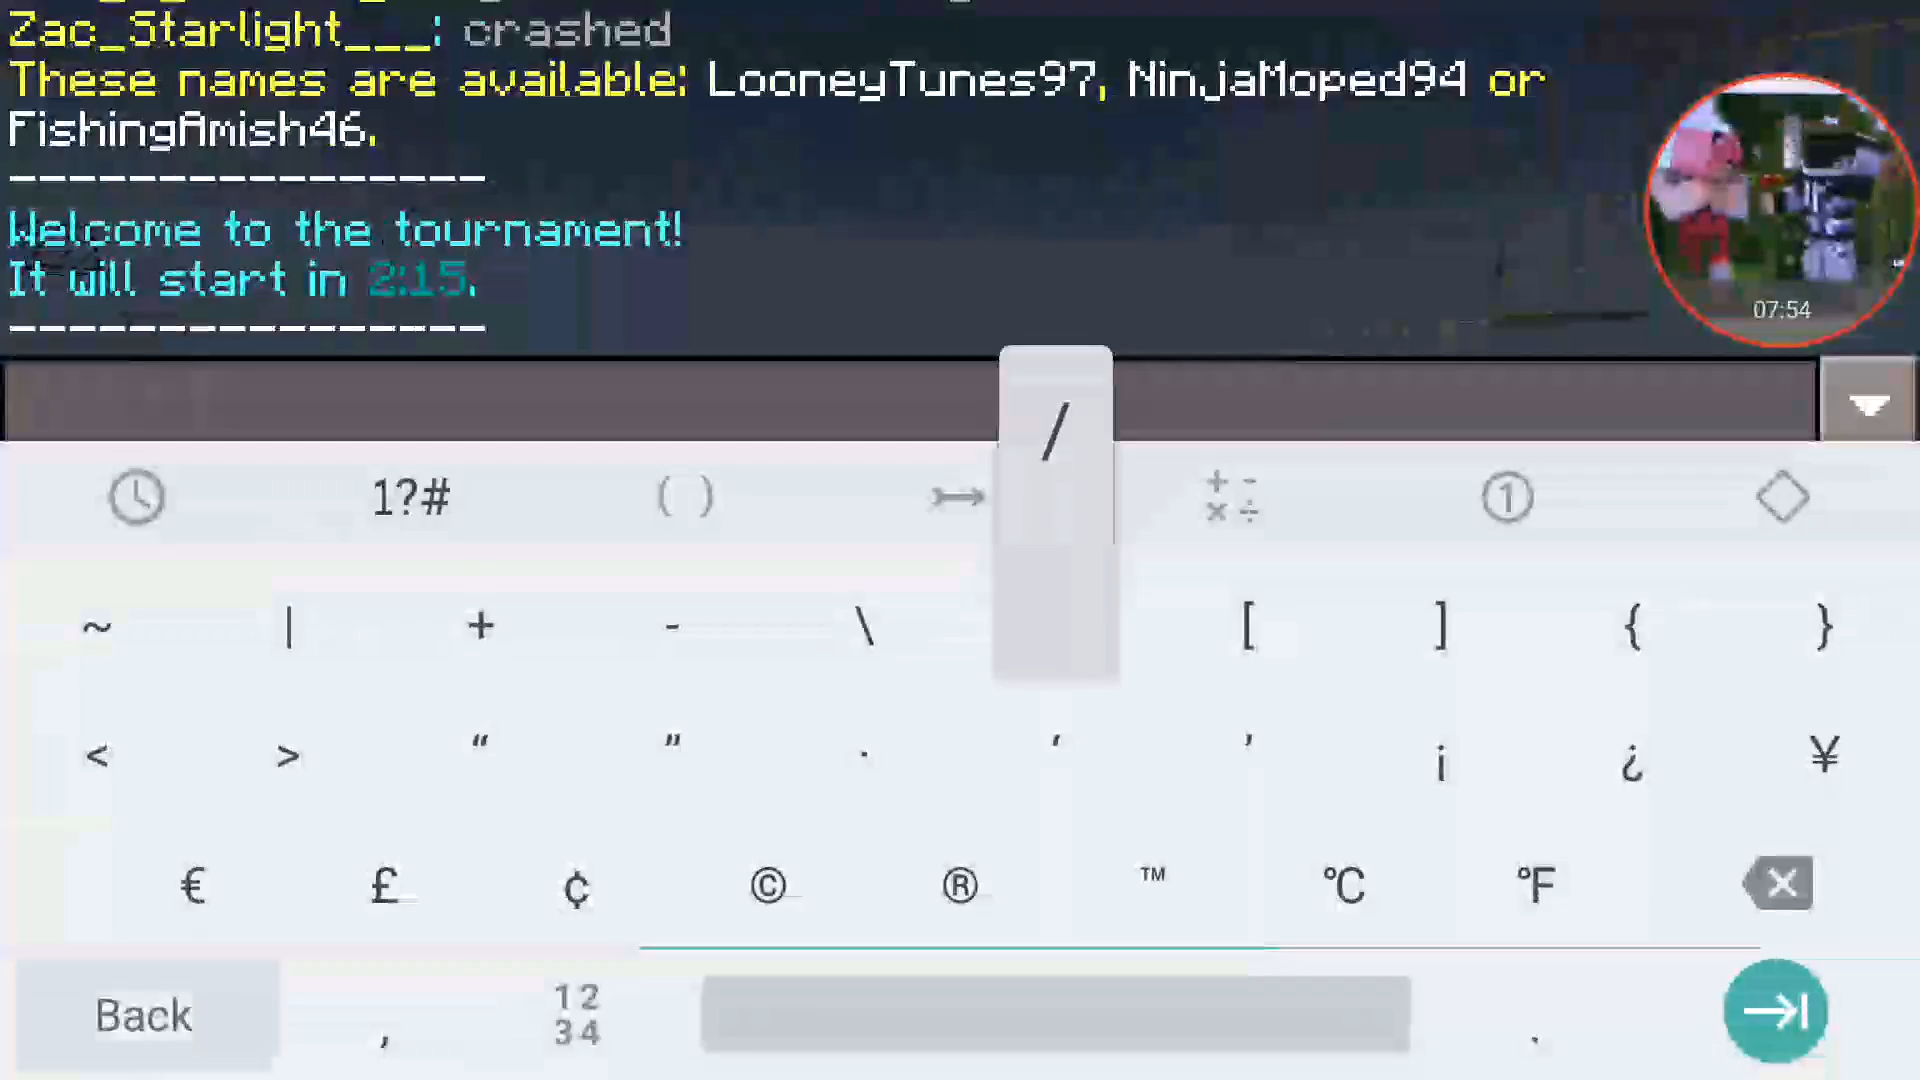 Zac_Starlight___: crashed
These names are available: LooneyTunes97, NinjaMoped94 or
FishingAmish46.
----------------
Welcome to the tournament!
It will start in 2:15.
----------------
07:54
/
1?# ( ) + - × ÷ 1
~ | + - \ [ ] { }
< > “ ” · ‘ ’ ¡ ¿ ¥
€ £ ¢ © ® ™ °C °F
Back , 12 34 .